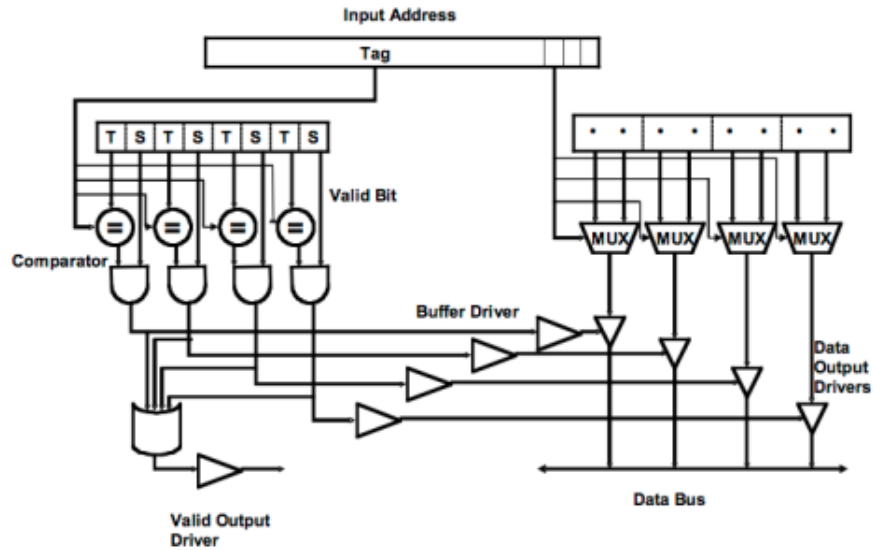 Input Address
Tag
T S T S T S T S
Valid Bit
= = = =
MUX MUX MUX MUX
Comparator
Buffer Driver
Data
Output
Drivers
Data Bus
Valid Output
Driver